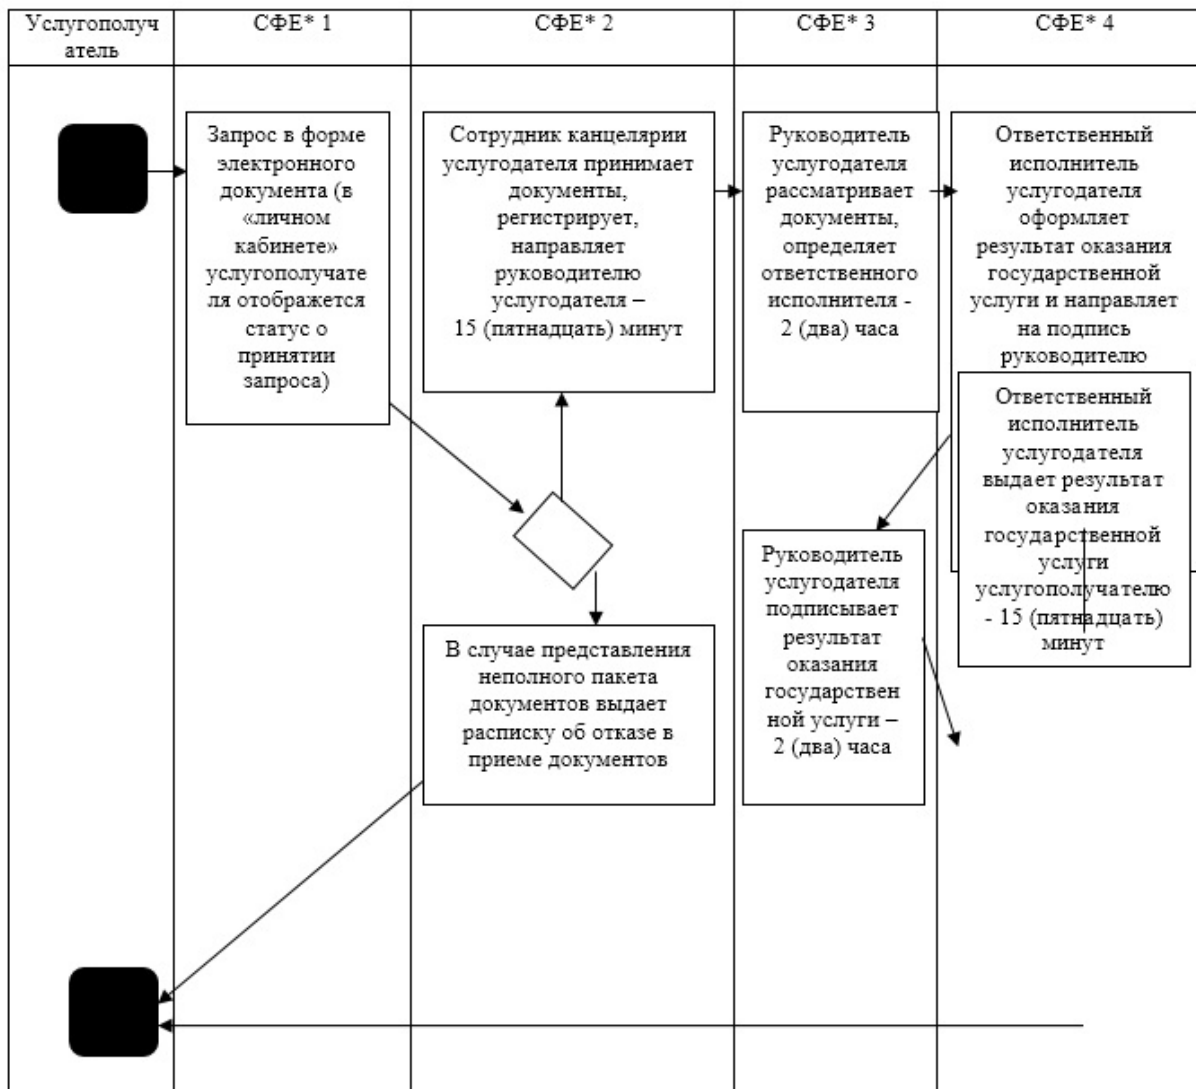 Услугополуч
атель
СФЕ* 1
СФЕ* 2
СФЕ* 3
СФЕ* 4
Запрос в форме
электронного
документа (в
«личном
кабинете»
услугополучате
ля отображется
статус о
принятии
запроса)
Сотрудник канцелярии
услугодателя принимает
документы,
регистрирует,
направляет
руководителю
услугодателя –
15 (пятнадцать) минут
Руководитель
услугодателя
рассматривает
документы,
определяет
ответственного
исполнителя -
2 (два) часа
Ответственный
исполнитель
услугодателя
оформляет
результат оказания
государственной
услуги и направляет
на подпись
руководителю
Ответственный
исполнитель
услугодателя
выдает результат
оказания
государственной
услуги
услугополучателю
- 15 (пятнадцать)
минут
Руководитель
услугодателя
подписывает
результат
оказания
государствен
ной услуги –
2 (два) часа
В случае представления
неполного пакета
документов выдает
расписку об отказе в
приеме документов